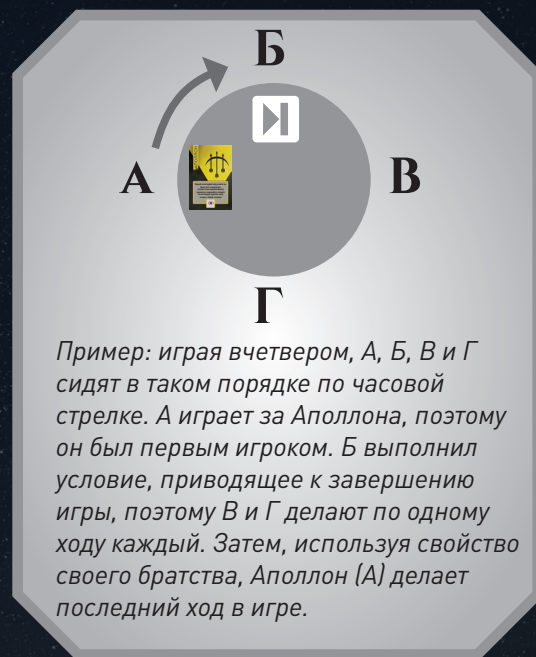 Б
А
В
Г
Пример: играя вчетвером, А, Б, В и Г
сидят в таком порядке по часовой
стрелке. А играет за Аполлона, поэтому
он был первым игроком. Б выполнил
условие, приводящее к завершению
игры, поэтому В и Г делают по одному
ходу каждый. Затем, используя свойство
своего братства, Аполлон (А) делает
последний ход в игре.